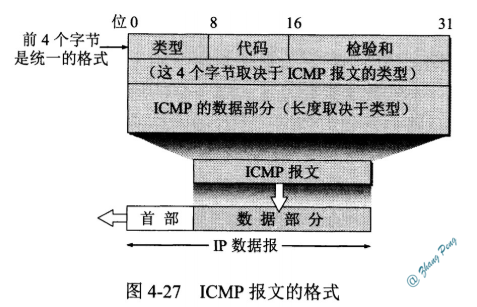 位 0 8 16 31
前 4 个字节
是统一的格式
类型 代码 检验和
(这 4 个字节取决于 ICMP 报文的类型)
ICMP 的数据部分(长度取决于类型)
ICMP 报文
首部 数据部分
IP 数据报
@ Zhang Peng
图 4-27 ICMP 报文的格式